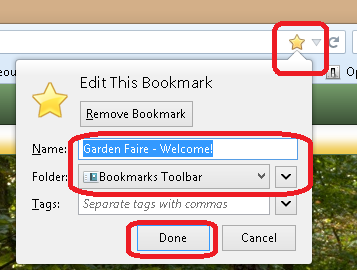 eou
Op
Edit This Bookmark
Remove Bookmark
Name: Garden Faire - Welcome!
Folder: Bookmarks Toolbar
Tags: Separate tags with commas
Done Cancel